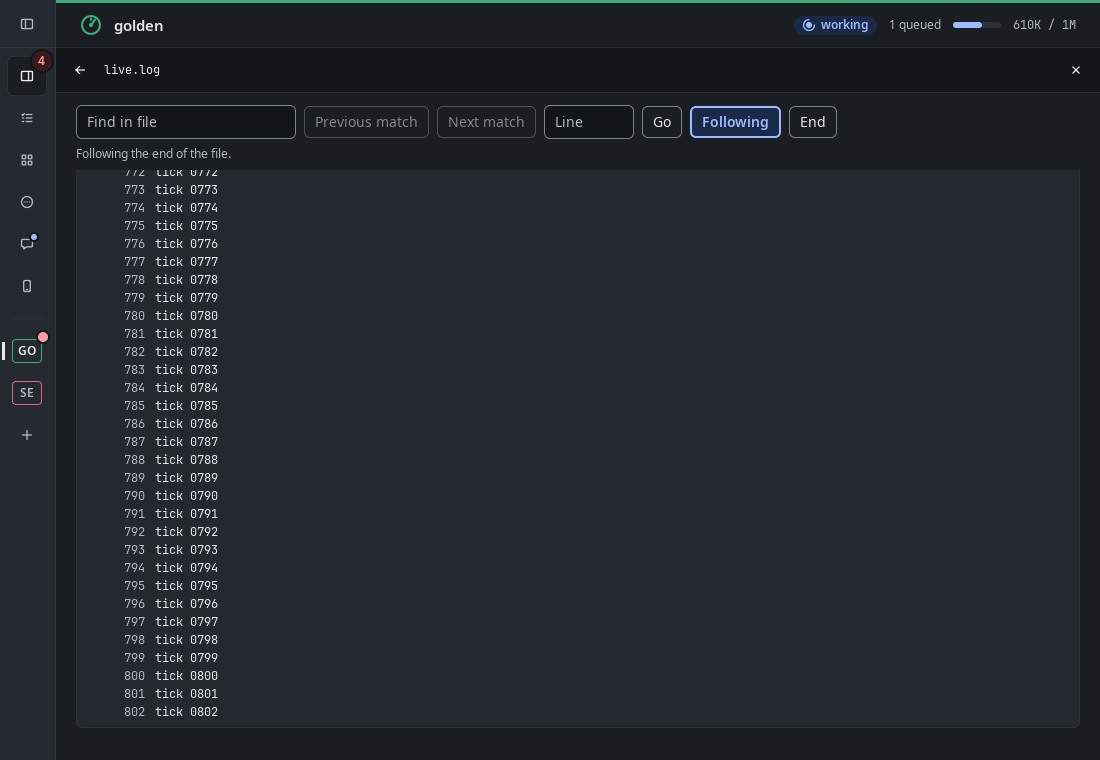 golden
working
1 queued
610K / 1M
4
live.log
Find in file
Previous match
Next match
Line
Go
Following
End
Following the end of the file.
772 tick 0772
773 tick 0773
774 tick 0774
775 tick 0775
776 tick 0776
777 tick 0777
778 tick 0778
779 tick 0779
780 tick 0780
781 tick 0781
782 tick 0782
783 tick 0783
784 tick 0784
785 tick 0785
786 tick 0786
787 tick 0787
788 tick 0788
789 tick 0789
790 tick 0790
791 tick 0791
792 tick 0792
793 tick 0793
794 tick 0794
795 tick 0795
796 tick 0796
797 tick 0797
798 tick 0798
799 tick 0799
800 tick 0800
801 tick 0801
802 tick 0802
GO
SE